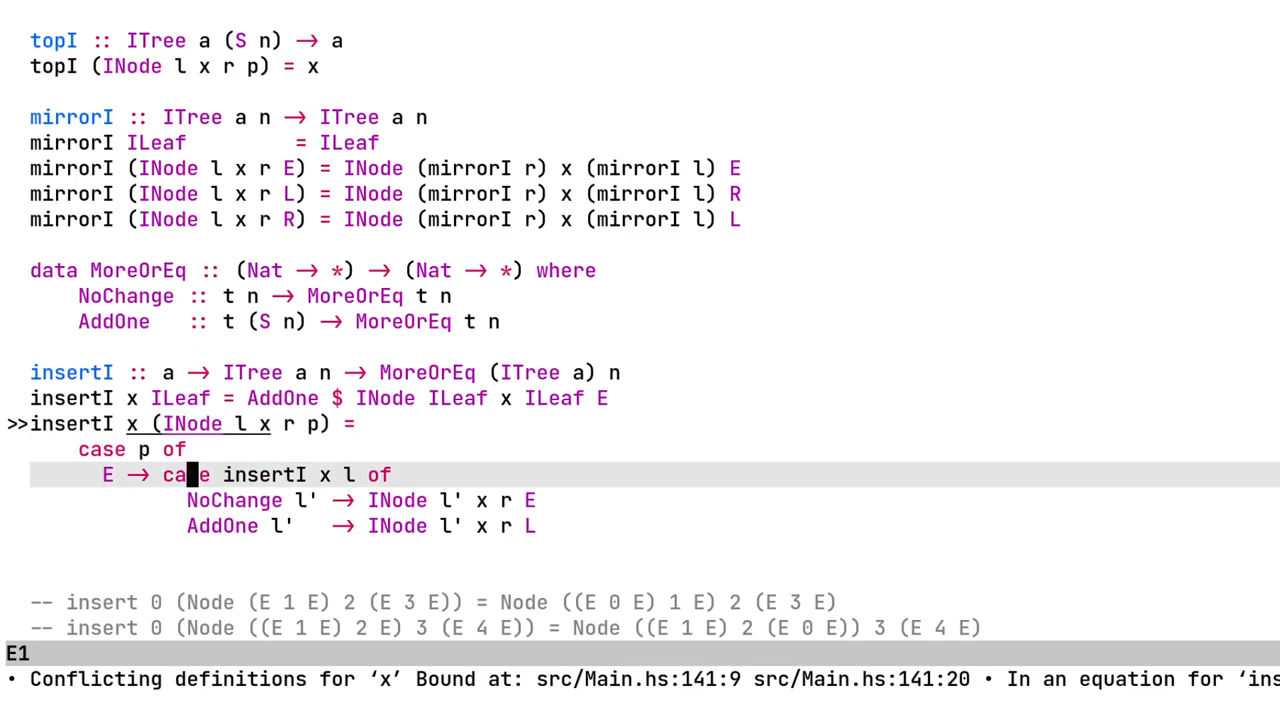 topI :: ITree a (S n) → a
topI (INode l x r p) = x
mirrorI :: ITree a n → ITree a n
mirrorI ILeaf = ILeaf
mirrorI (INode l x r E) = INode (mirrorI r) x (mirrorI l) E
mirrorI (INode l x r L) = INode (mirrorI r) x (mirrorI l) R
mirrorI (INode l x r R) = INode (mirrorI r) x (mirrorI l) L
data MoreOrEq :: (Nat → *) → (Nat → *) where
NoChange :: t n → MoreOrEq t n
AddOne :: t (S n) → MoreOrEq t n
insertI :: a → ITree a n → MoreOrEq (ITree a) n
insertI x ILeaf = AddOne $ INode ILeaf x ILeaf E
>>insertI x (INode l x r p) =
case p of
E → case insertI x l of
NoChange l' → INode l' x r E
AddOne l' → INode l' x r L
-- insert 0 (Node (E 1 E) 2 (E 3 E)) = Node ((E 0 E) 1 E) 2 (E 3 E)
-- insert 0 (Node ((E 1 E) 2 E) 3 (E 4 E)) = Node ((E 1 E) 2 (E 0 E)) 3 (E 4 E)
E1
• Conflicting definitions for ‘x’ Bound at: src/Main.hs:141:9 src/Main.hs:141:20 • In an equation for ‘ins